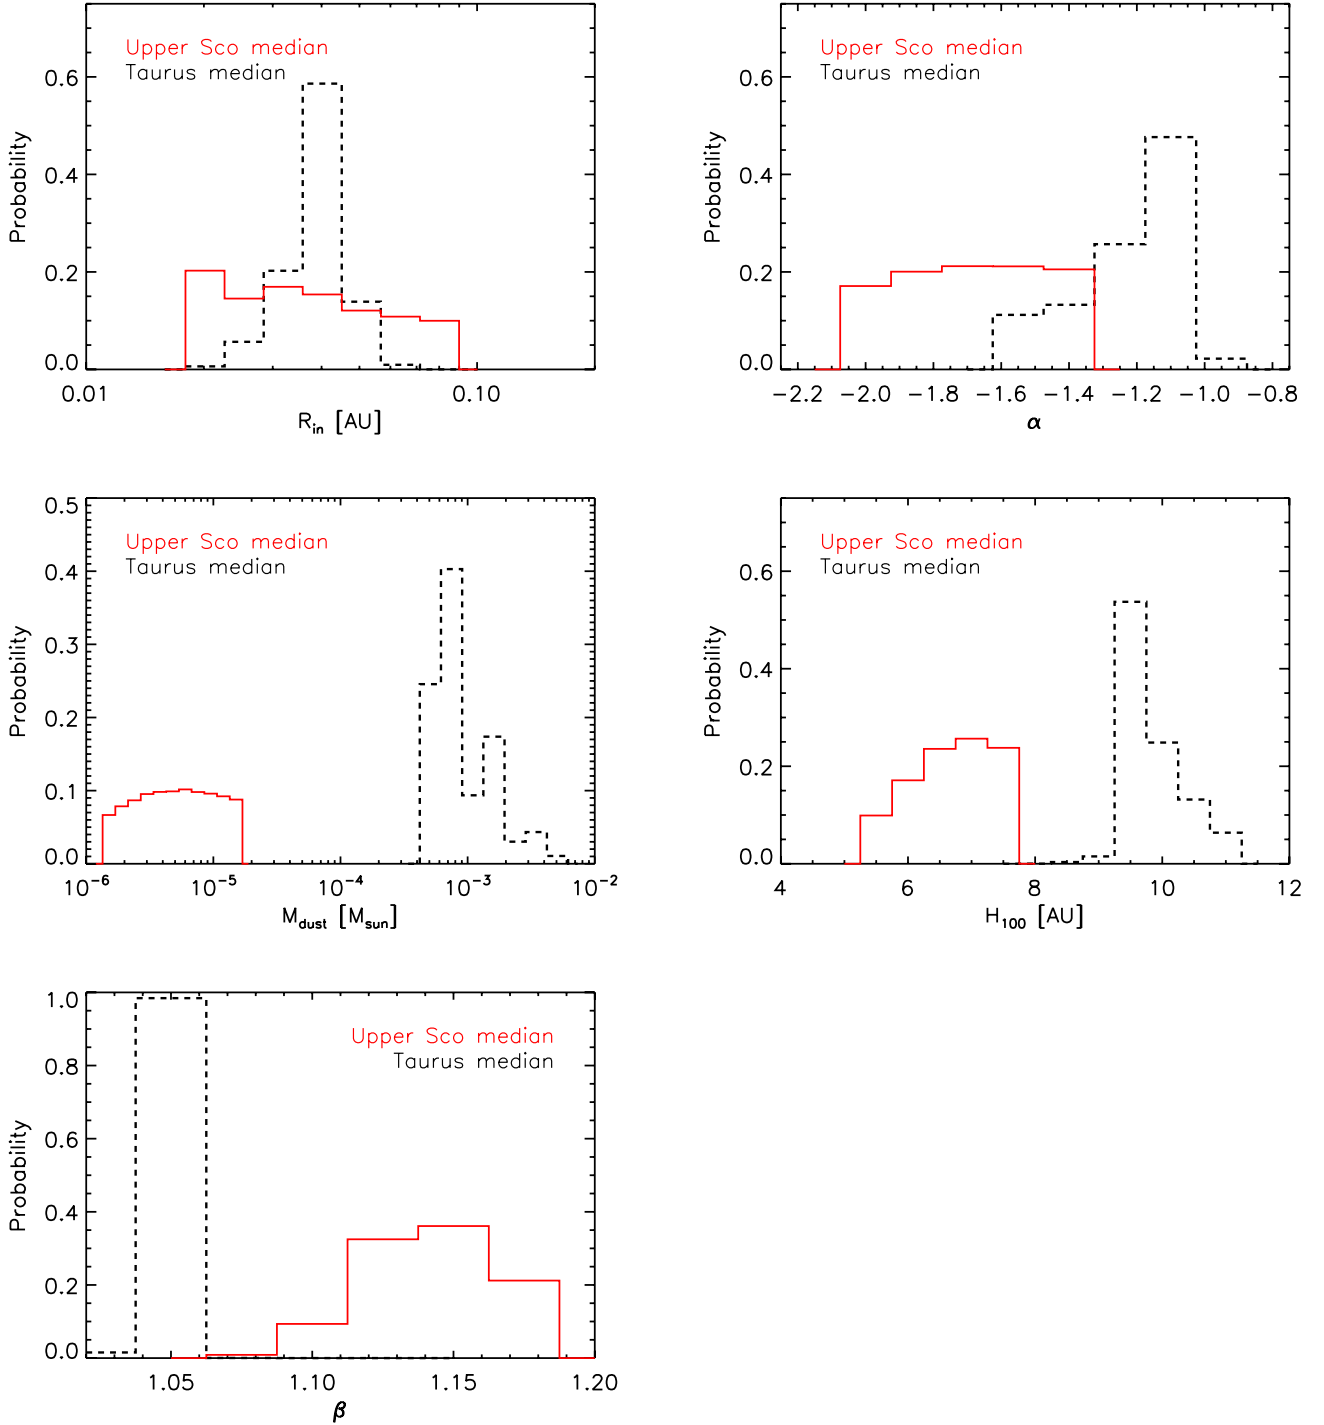 Upper Sco median
Taurus median
Probability
0.6
0.4
0.2
0.0
0.01 0.10
R_in [AU]
Upper Sco median
Taurus median
Probability
0.6
0.4
0.2
0.0
−2.2 −2.0 −1.8 −1.6 −1.4 −1.2 −1.0 −0.8
α
Upper Sco median
Taurus median
Probability
0.5
0.4
0.3
0.2
0.1
0.0
10^-6 10^-5 10^-4 10^-3 10^-2
M_dust [M_sun]
Upper Sco median
Taurus median
Probability
0.6
0.4
0.2
0.0
4 6 8 10 12
H_100 [AU]
Upper Sco median
Taurus median
Probability
1.0
0.8
0.6
0.4
0.2
0.0
1.05 1.10 1.15 1.20
β